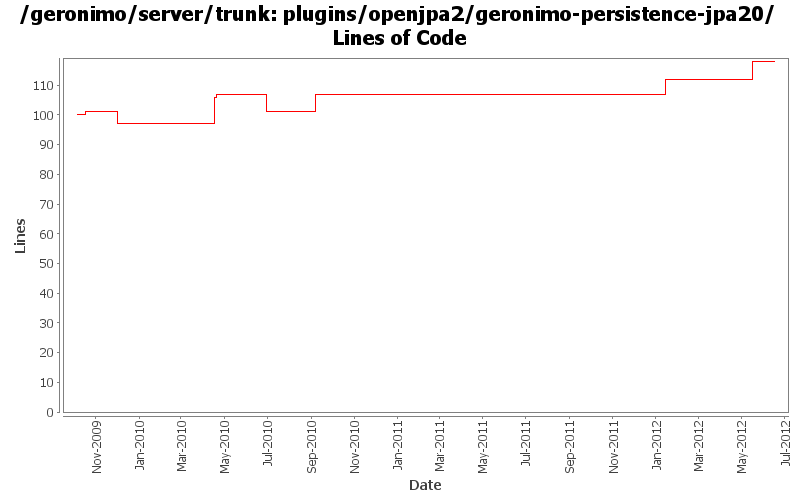 /geronimo/server/trunk: plugins/openjpa2/geronimo-persistence-jpa20/
Lines of Code
110
100
90
80
70
60
50
40
30
20
10
0
Lines
Nov-2009
Jan-2010
Mar-2010
May-2010
Jul-2010
Sep-2010
Nov-2010
Jan-2011
Mar-2011
May-2011
Jul-2011
Sep-2011
Nov-2011
Jan-2012
Mar-2012
May-2012
Jul-2012
Date